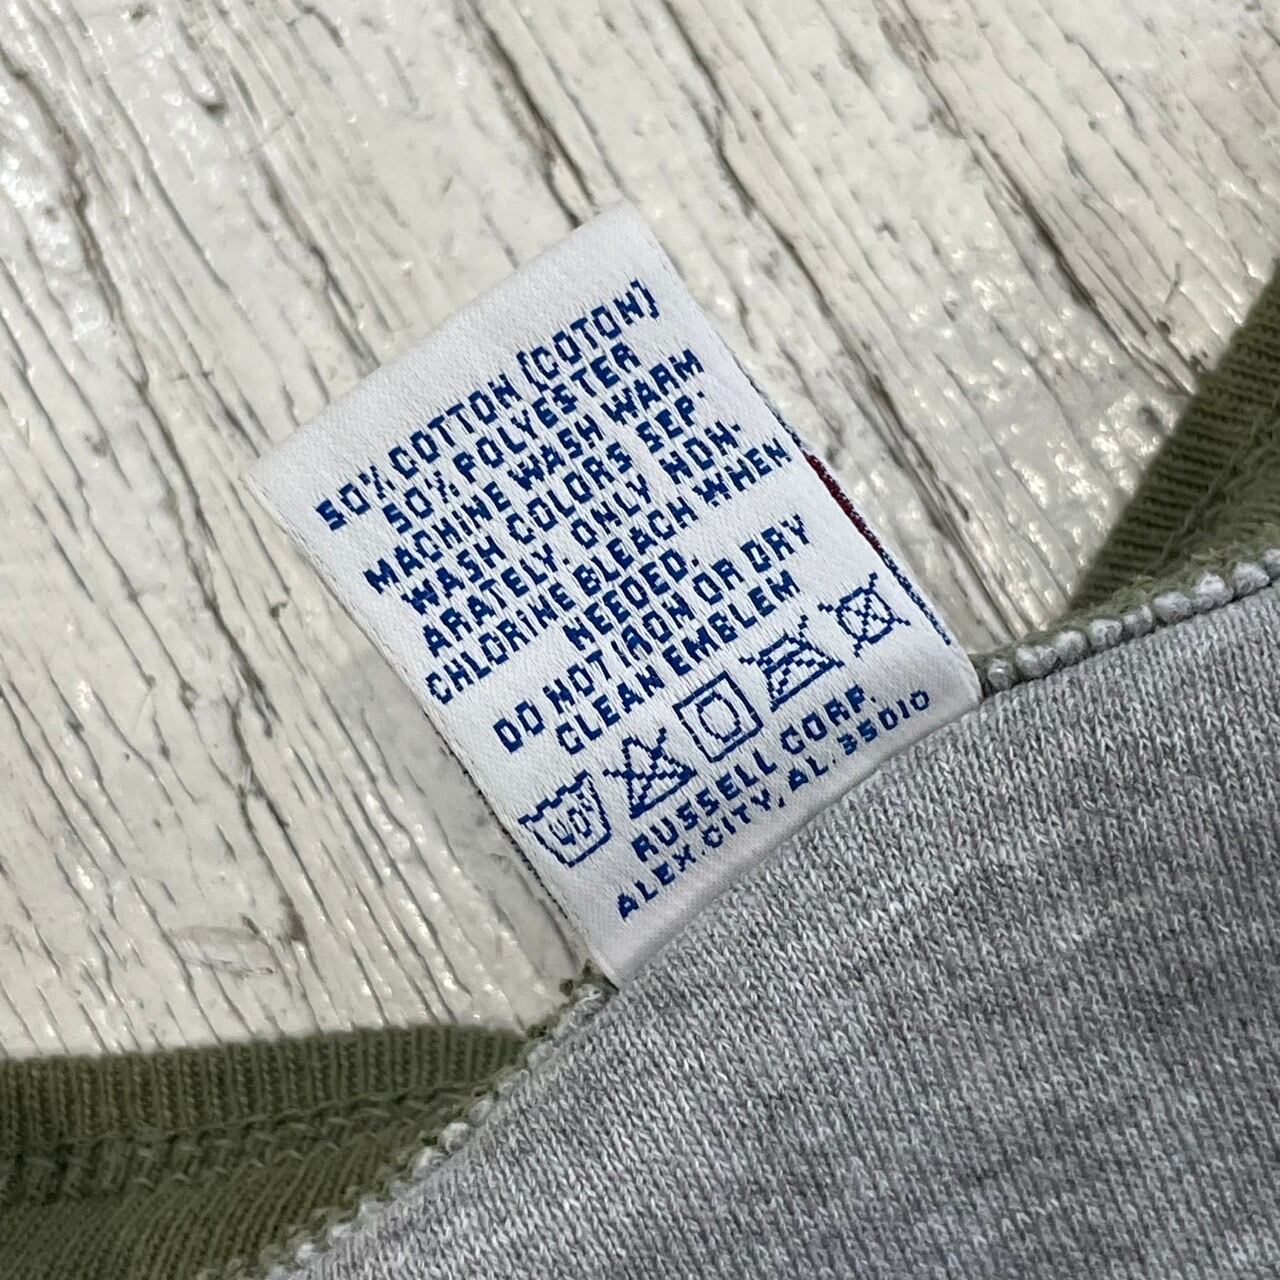 50% COTTON (COTON)
50% POLYESTER
MACHINE WASH WARM
WASH COLORS SEP-
ARATELY. ONLY NON-
CHLORINE BLEACH WHEN
NEEDED.
DO NOT IRON OR DRY
CLEAN EMBLEM
40°
RUSSELL CORP.
ALEX.CITY, AL. 35010